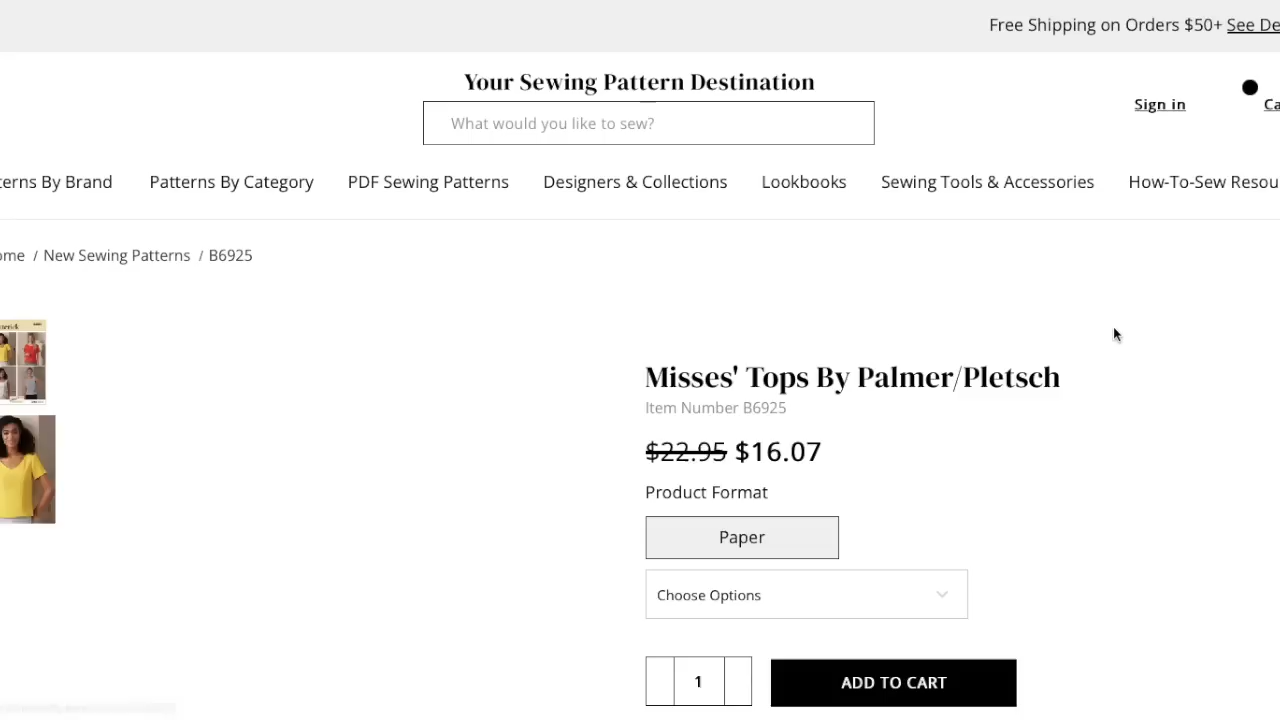 Free Shipping on Orders $50+ See De
Your Sewing Pattern Destination
What would you like to sew?
Sign in
Ca
terns By Brand Patterns By Category PDF Sewing Patterns Designers & Collections Lookbooks Sewing Tools & Accessories How-To-Sew Resou
ome / New Sewing Patterns / B6925
Misses' Tops By Palmer/Pletsch
Item Number B6925
$22.95 $16.07
Product Format
Paper
Choose Options
1
ADD TO CART